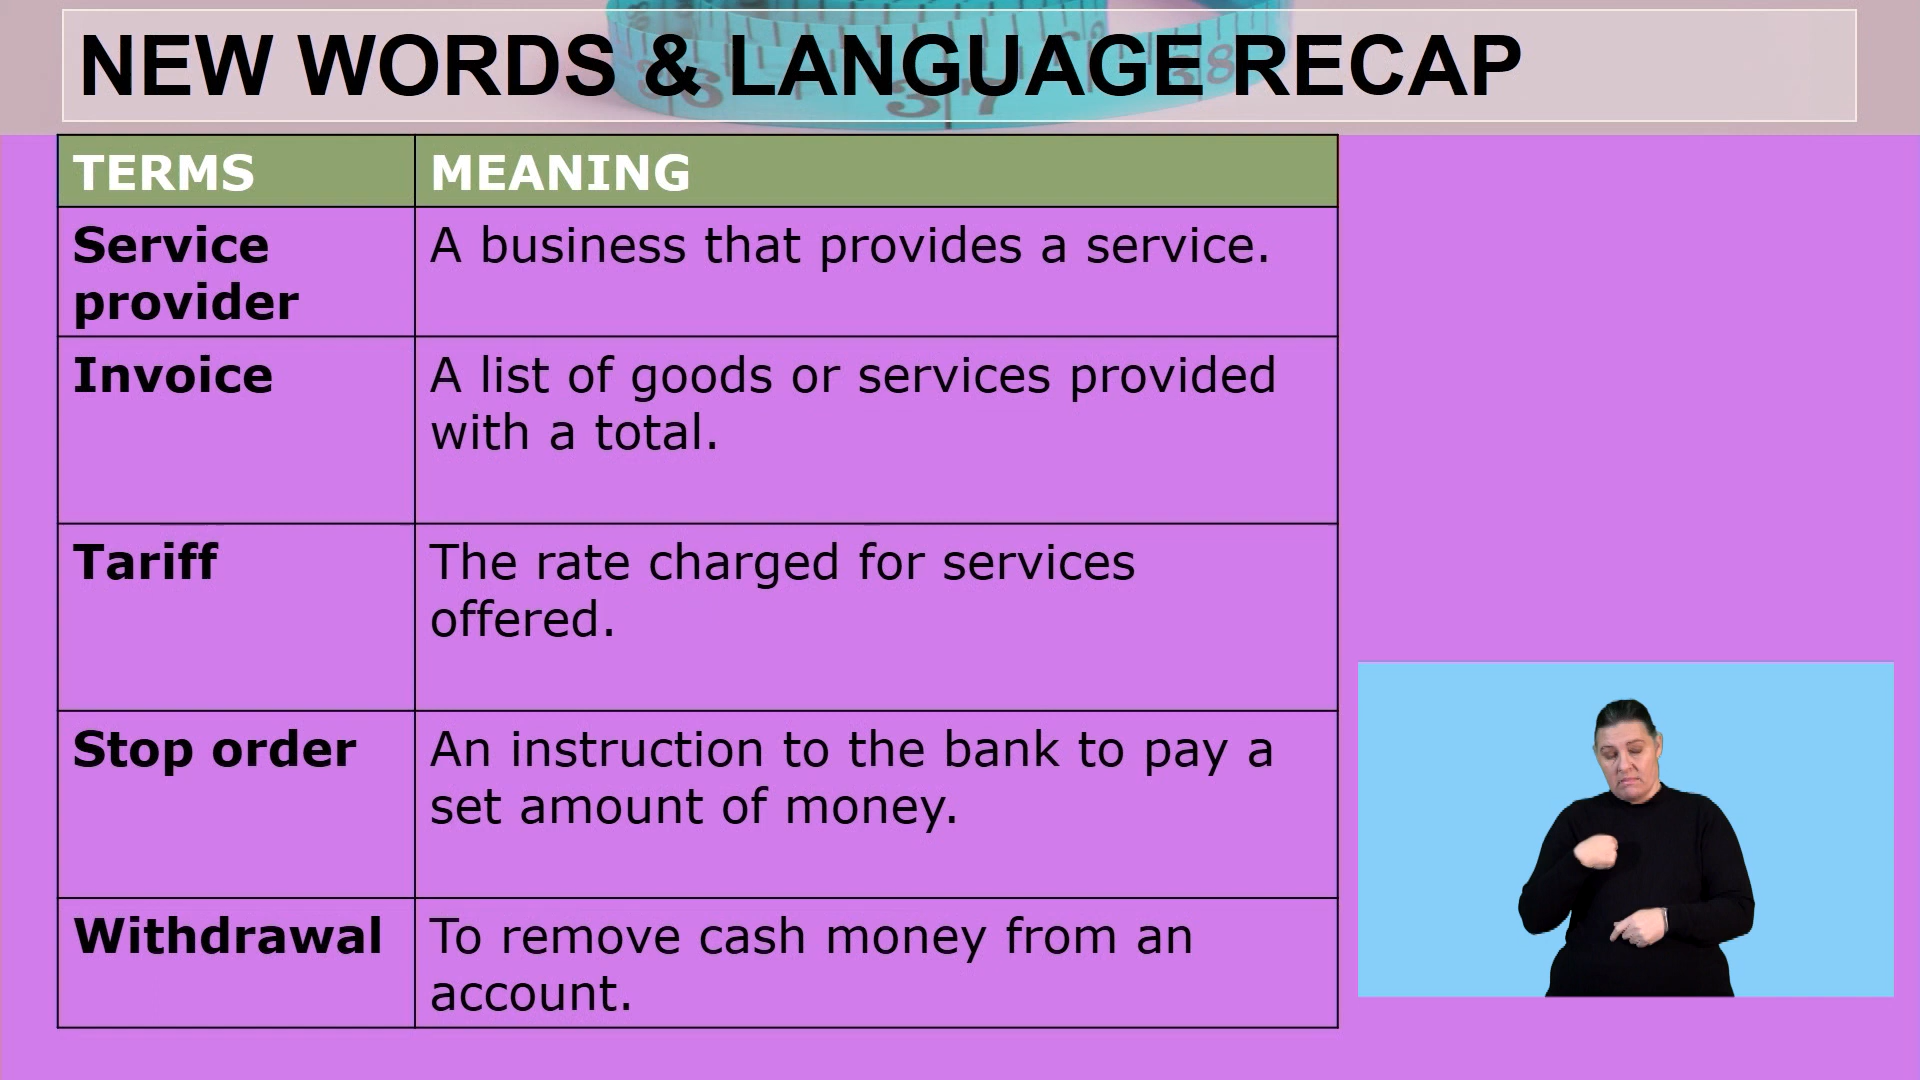 NEW WORDS & LANGUAGE RECAP
TERMS
MEANING
Service
provider
A business that provides a service.
Invoice
A list of goods or services provided
with a total.
Tariff
The rate charged for services
offered.
Stop order
An instruction to the bank to pay a
set amount of money.
Withdrawal
To remove cash money from an
account.